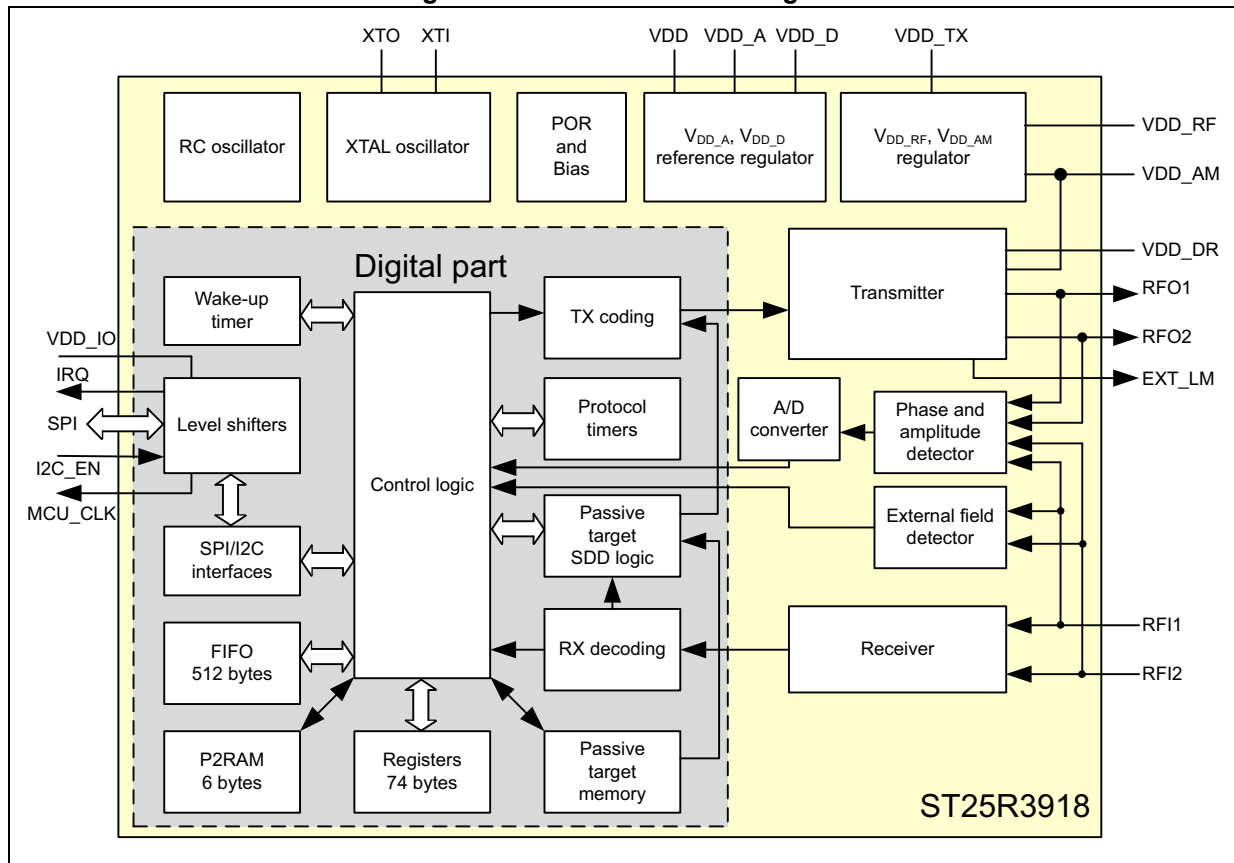 XTO XTI VDD VDD_A VDD_D VDD_TX
RC oscillator
XTAL oscillator
POR
and
Bias
VDD_A, VDD_D
reference regulator
VDD_RF, VDD_AM
regulator
VDD_RF
VDD_AM
VDD_DR
RFO1
RFO2
EXT_LM
Digital part
Wake-up
timer
TX coding
Transmitter
VDD_IO
IRQ
SPI
I2C_EN
MCU_CLK
Level shifters
Control logic
Protocol
timers
A/D
converter
Phase and
amplitude
detector
SPI/I2C
interfaces
Passive
target
SDD logic
External field
detector
FIFO
512 bytes
RX decoding
Receiver
RFI1
RFI2
P2RAM
6 bytes
Registers
74 bytes
Passive
target
memory
ST25R3918